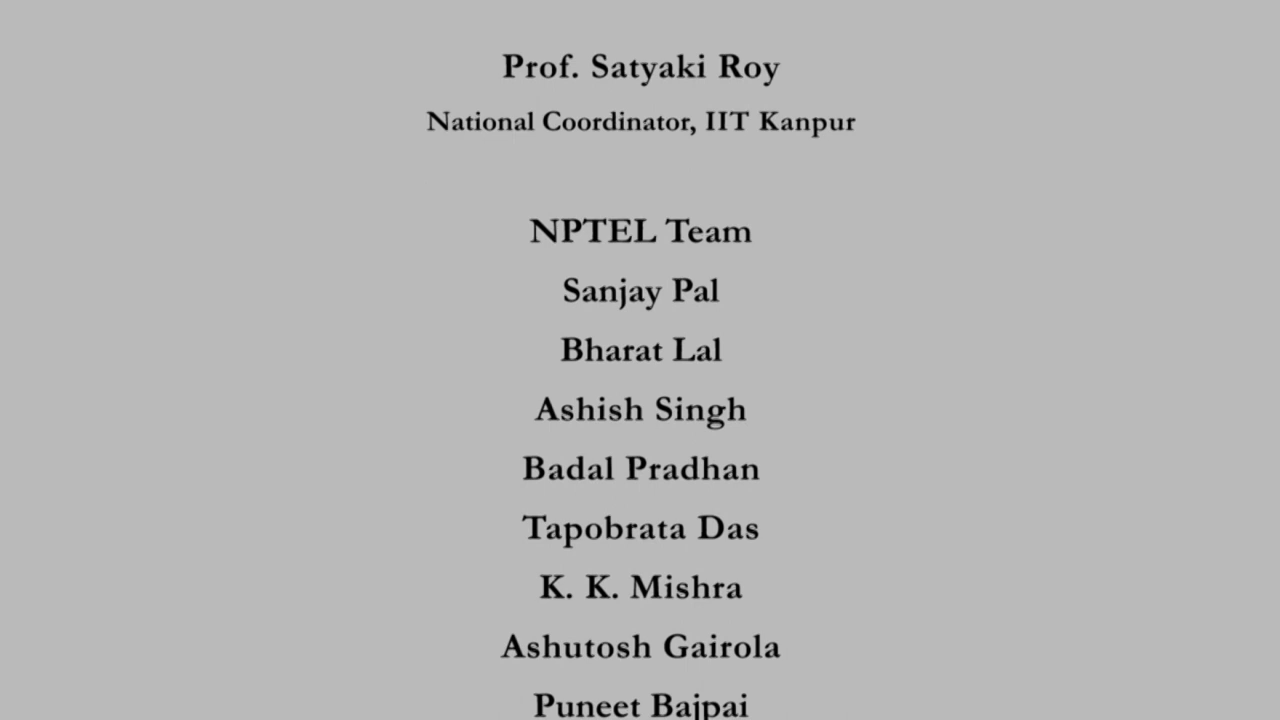 Prof. Satyaki Roy
National Coordinator, IIT Kanpur
NPTEL Team
Sanjay Pal
Bharat Lal
Ashish Singh
Badal Pradhan
Tapobrata Das
K. K. Mishra
Ashutosh Gairola
Puneet Bajpai